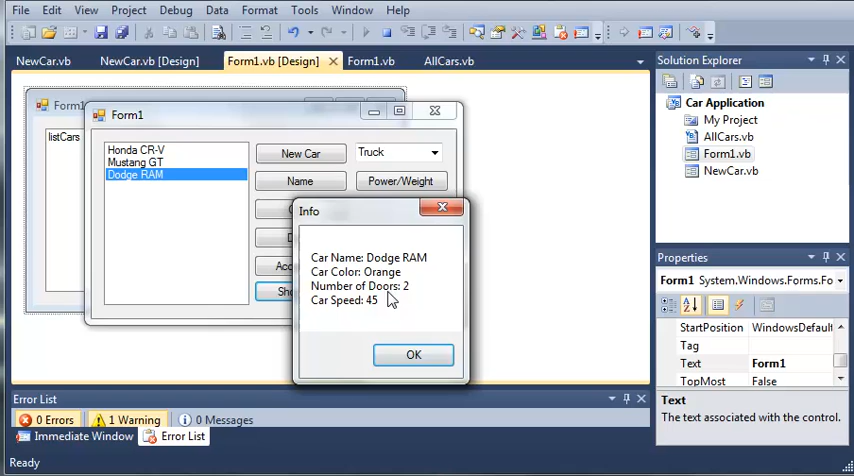 File Edit View Project Build Debug Data Format Tools Window Help
NewCar.vb NewCar.vb [Design] Form1.vb [Design] Form1.vb AllCars.vb
Form1
listCars
Form1
Honda CR-V
Mustang GT
Dodge RAM
New Car Truck
Name Power/Weight
Info
Car Name: Dodge RAM
Car Color: Orange
Number of Doors: 2
Car Speed: 45
OK
Solution Explorer
Car Application
My Project
AllCars.vb
Form1.vb
NewCar.vb
Properties
Form1 System.Windows.Forms.Fo
StartPosition WindowsDefault
Tag
Text Form1
TopMost False
Text
The text associated with the control.
Error List
0 Errors 1 Warning 0 Messages
Immediate Window Error List
Ready